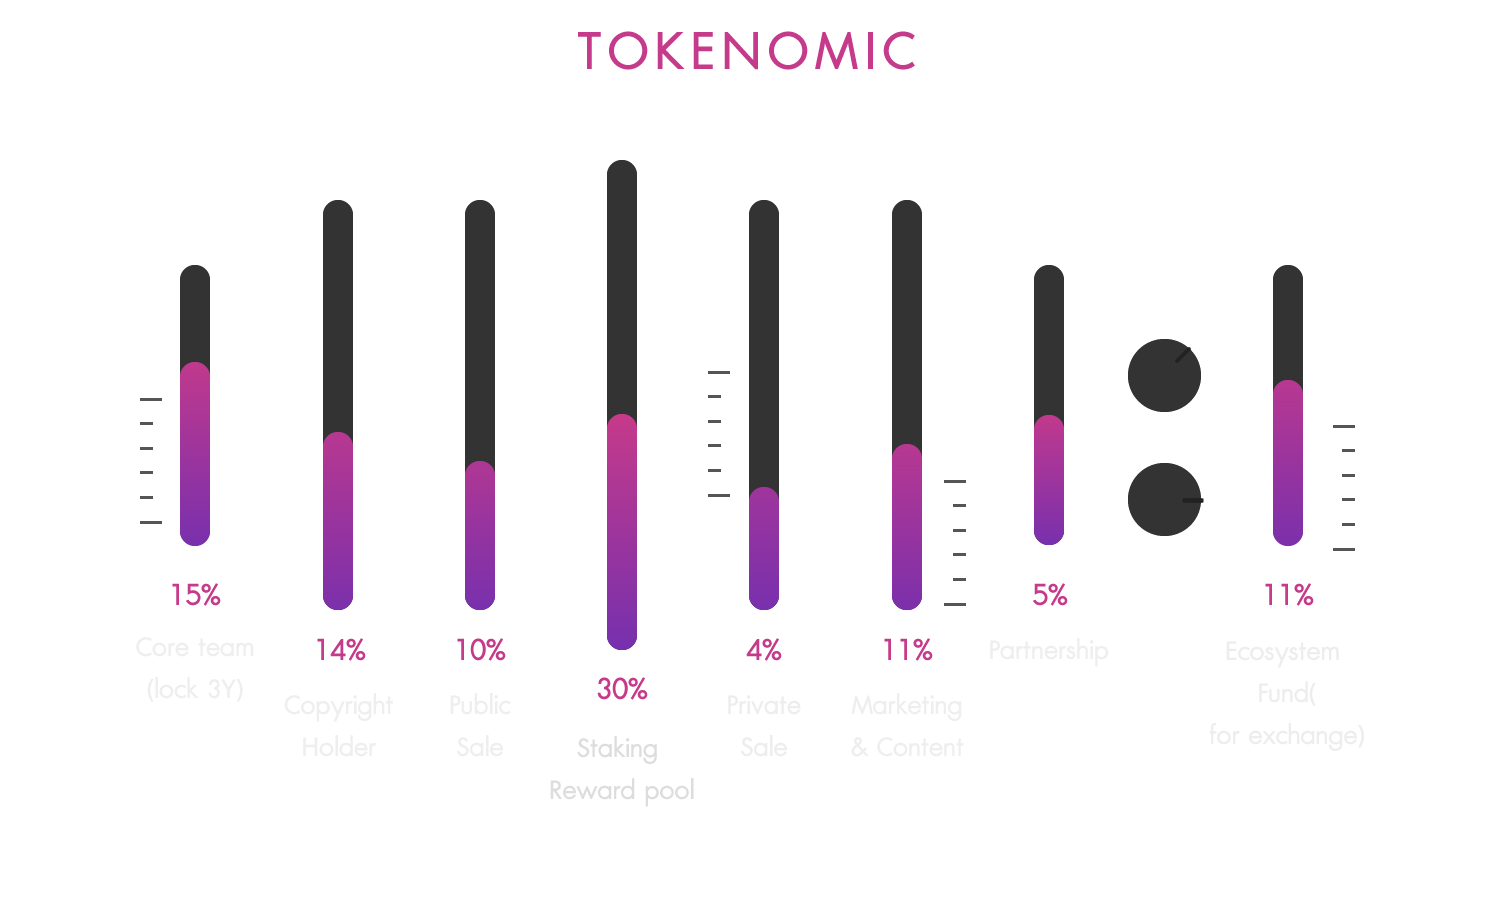 TOKENOMIC
15%
Core team
(lock 3Y)
14%
Copyright
Holder
10%
Public
Sale
30%
Staking
Reward pool
4%
Private
Sale
11%
Marketing
& Content
5%
Partnership
11%
Ecosystem
Fund(
for exchange)